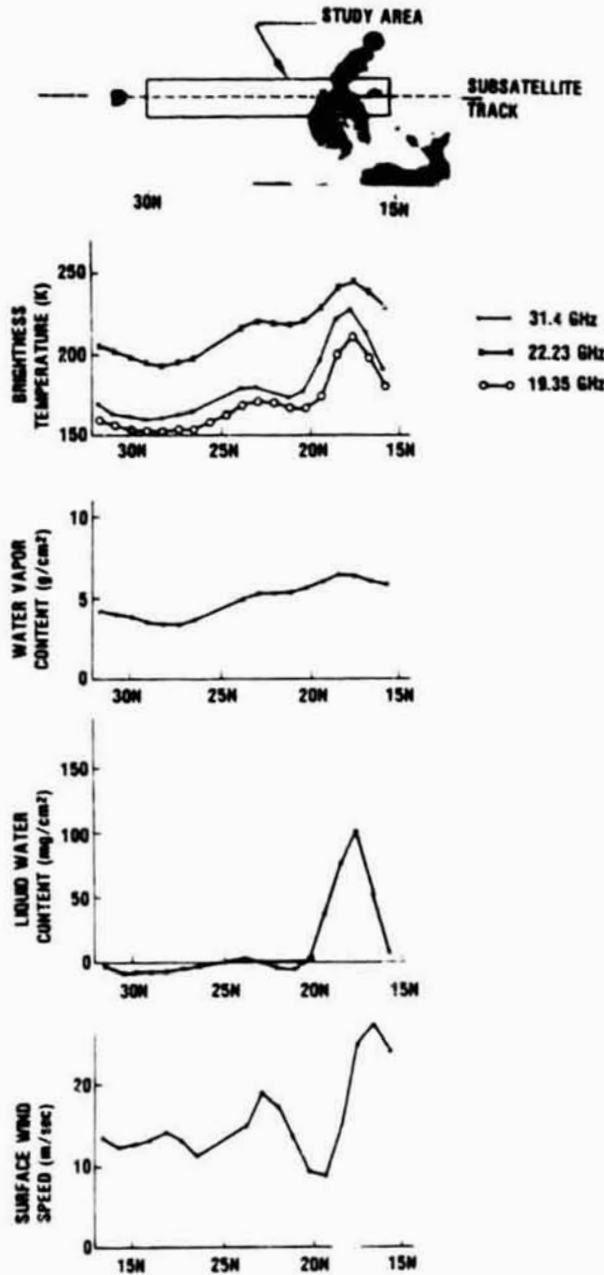 STUDY AREA
SUBSATELLITE
TRACK
30N 15N
BRIGHTNESS
TEMPERATURE (K)
250
200
150
30N 25N 20N 15N
31.4 GHz
22.23 GHz
19.35 GHz
WATER VAPOR
CONTENT (g/cm²)
10
5
0
30N 25N 20N 15N
LIQUID WATER
CONTENT (mg/cm²)
150
100
50
0
30N 25N 20N 15N
SURFACE WIND
SPEED (m/sec)
20
10
0
15N 25N 20N 15N